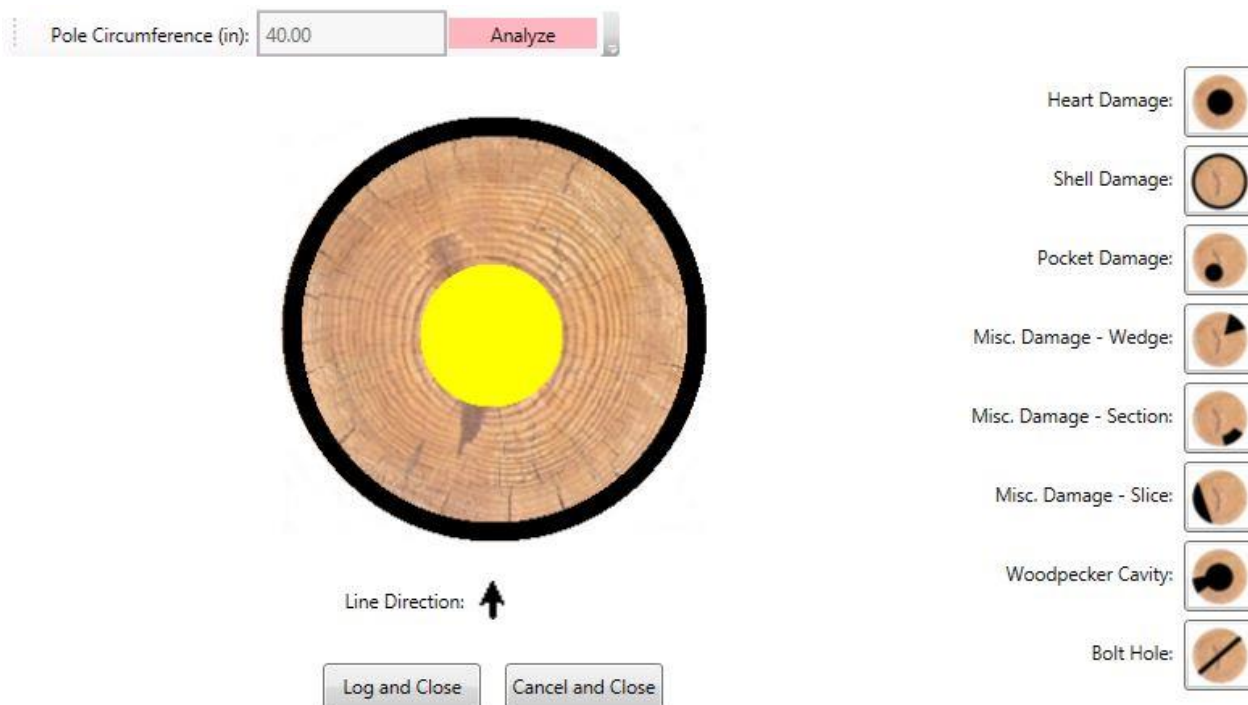 Pole Circumference (in): 40.00 Analyze
Heart Damage:
Shell Damage:
Pocket Damage:
Misc. Damage - Wedge:
Misc. Damage - Section:
Misc. Damage - Slice:
Woodpecker Cavity:
Bolt Hole:
Line Direction:
Log and Close
Cancel and Close